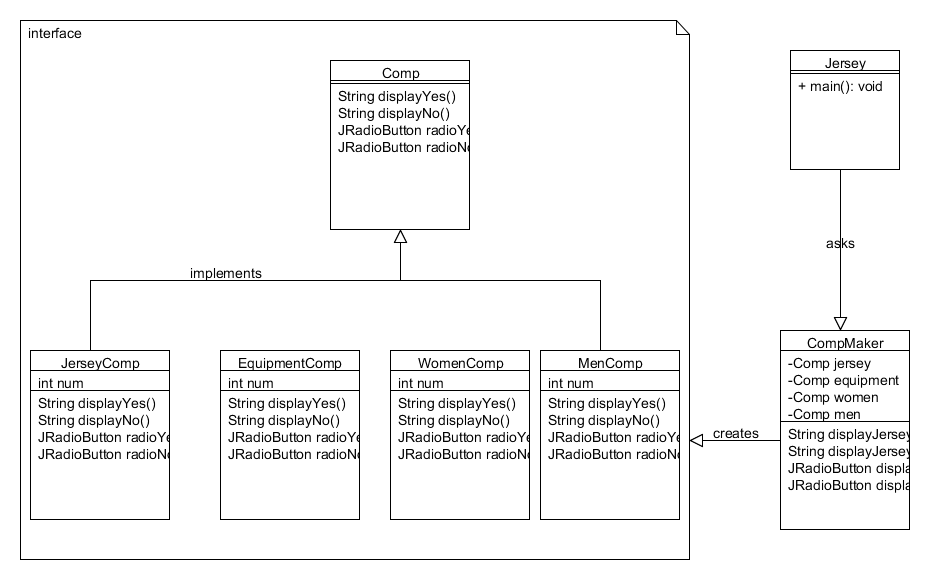 interface
Comp
String displayYes()
String displayNo()
JRadioButton radioYe
JRadioButton radioNo
implements
JerseyComp
int num
String displayYes()
String displayNo()
JRadioButton radioYe
JRadioButton radioNo
EquipmentComp
int num
String displayYes()
String displayNo()
JRadioButton radioYe
JRadioButton radioNo
WomenComp
int num
String displayYes()
String displayNo()
JRadioButton radioYe
JRadioButton radioNo
MenComp
int num
String displayYes()
String displayNo()
JRadioButton radioYe
JRadioButton radioNo
Jersey
+ main(): void
asks
CompMaker
-Comp jersey
-Comp equipment
-Comp women
-Comp men
String displayJersey
String displayJersey
JRadioButton displa
JRadioButton displa
creates